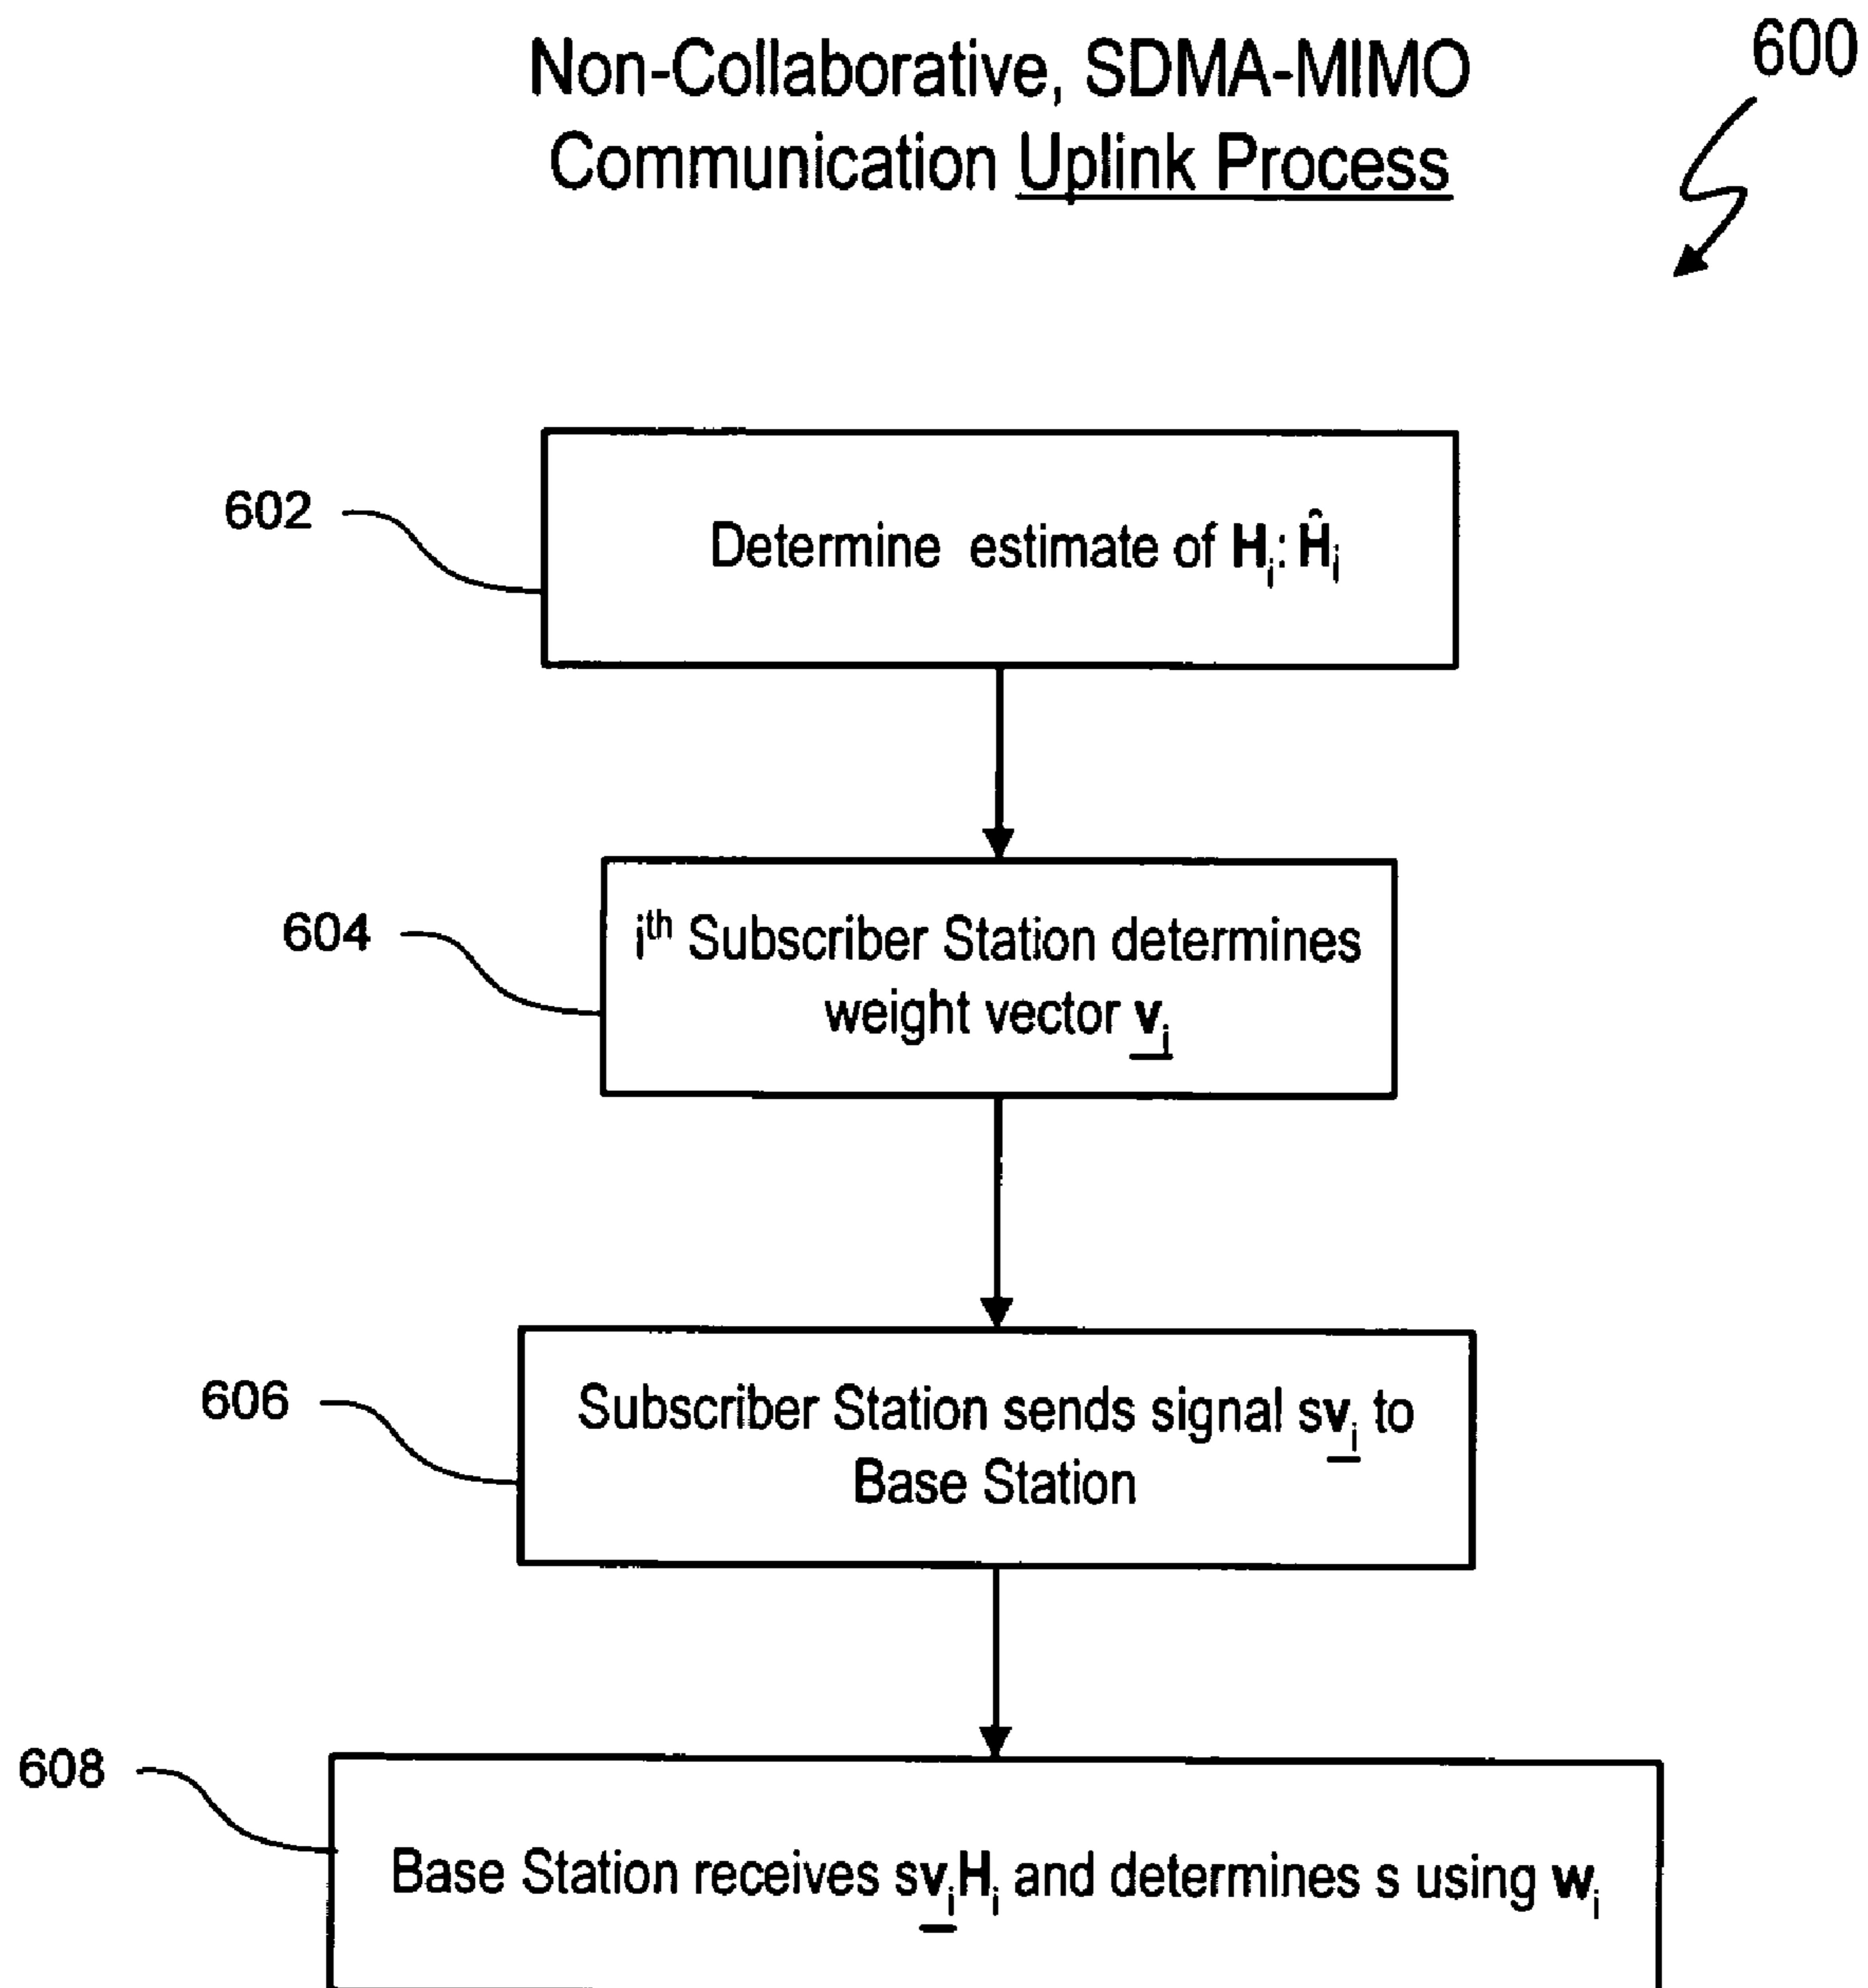 Non-Collaborative, SDMA-MIMO
Communication Uplink Process
600
602
Determine estimate of Hᵢ: Ĥᵢ
604
iᵗʰ Subscriber Station determines
weight vector vᵢ
606
Subscriber Station sends signal svᵢ to
Base Station
608
Base Station receives svᵢHᵢ and determines s using wᵢ